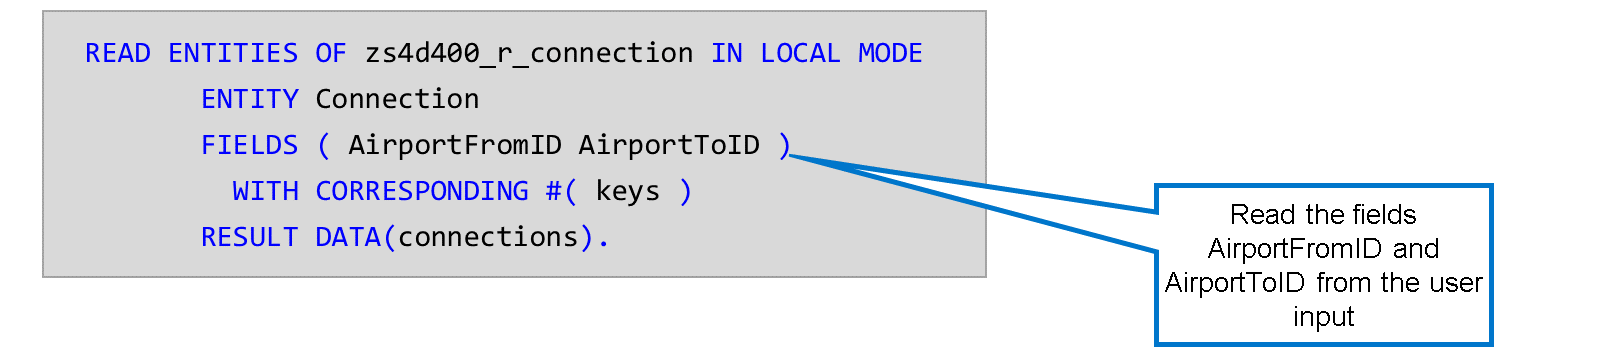 READ ENTITIES OF zs4d400_r_connection IN LOCAL MODE
ENTITY Connection
FIELDS ( AirportFromID AirportToID )
WITH CORRESPONDING #( keys )
RESULT DATA(connections).
Read the fields
AirportFromID and
AirportToID from the user
input